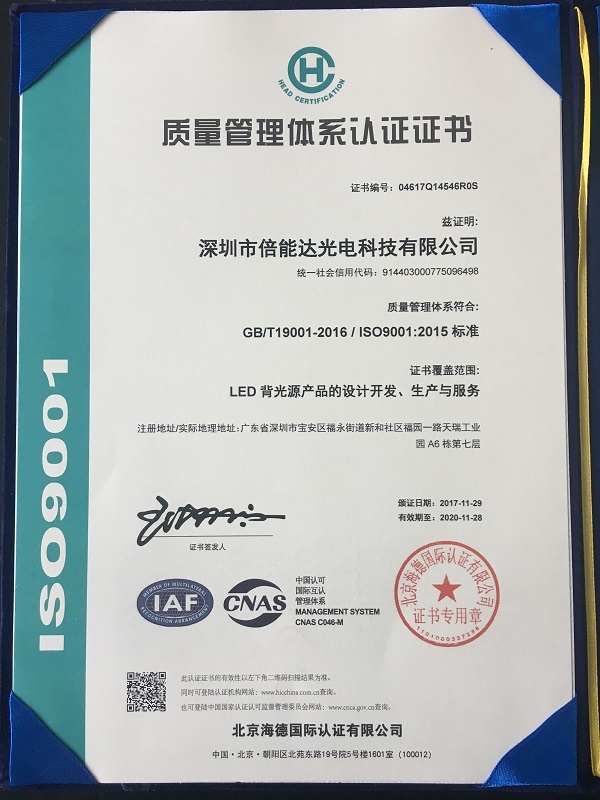 HEAD CERTIFICATION
质量管理体系认证证书
证书编号：04617Q14546R0S
兹证明:
深圳市倍能达光电科技有限公司
统一社会信用代码：914403000775096498
质量管理体系符合:
GB/T19001-2016 / ISO9001:2015 标准
证书覆盖范围:
LED 背光源产品的设计开发、生产与服务
注册地址/实际地理地址：广东省深圳市宝安区福永街道新和社区福园一路天瑞工业
园 A6 栋第七层
颁证日期：2017-11-29
有效期至：2020-11-28
证书签发人
ISO9001
MEMBER OF MULTILATERAL
IAF
RECOGNITION ARRANGEMENT
CNAS
中国认可
国际互认
管理体系
MANAGEMENT SYSTEM
CNAS C046-M
北京海德国际认证有限公司
证书专用章
此认证证书的有效性以左下角二维码扫描结果为准。
同时可登陆认证机构网站：www.hicchina.com.cn查询。
也可登陆中国国家认证认可监督管理委员会网站：www.cnca.gov.cn查询。
北京海德国际认证有限公司
中国·北京·朝阳区北苑东路19号院5号楼1601室（100012）